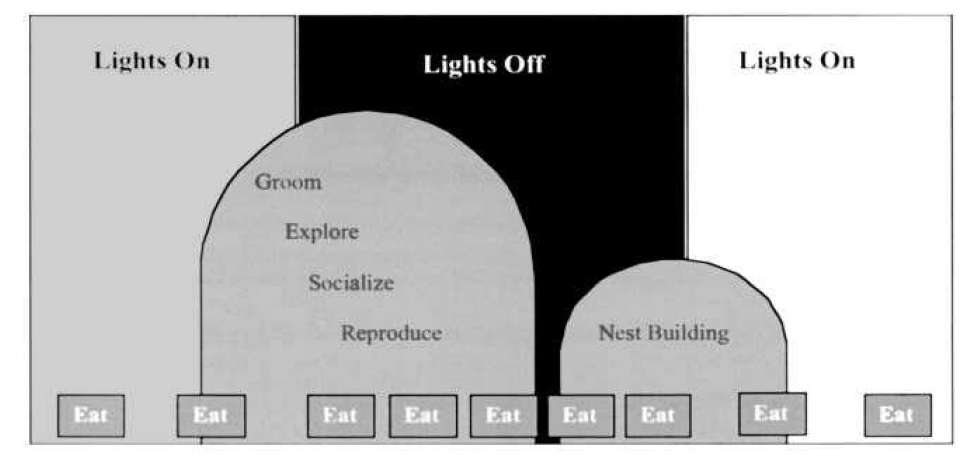 Lights On
Lights Off
Lights On
Groom
Explore
Socialize
Reproduce
Nest Building
Eat
Eat
Eat
Eat
Eat
Eat
Eat
Eat
Eat